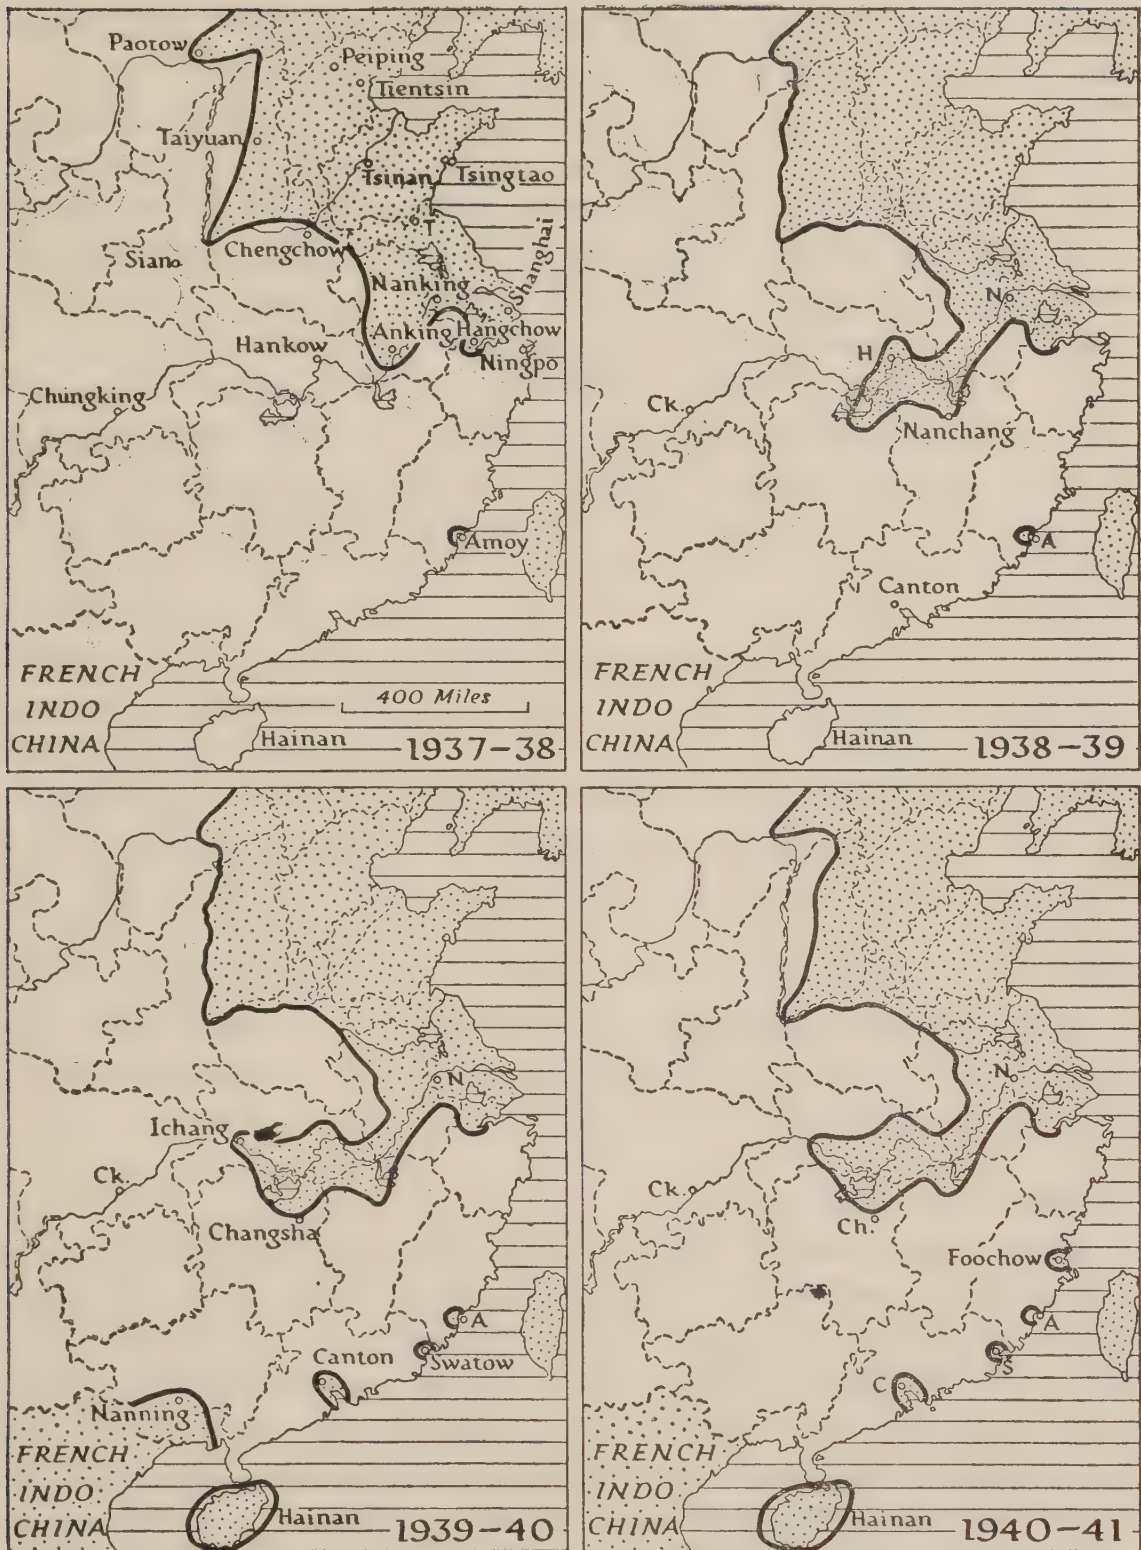 Paotow
Peiping
Tientsin
Taiyuan
Tsinan
Tsingtao
T
Chengchow
Sian
Shanghai
Nanking
Anking
Hangchow
Ningpo
Hankow
Chungking
Amoy
FRENCH
INDO
CHINA
400 Miles
Hainan
1937-38
N
H
Ck.
Nanchang
A
Canton
FRENCH
INDO
CHINA
Hainan
1938-39
N
Ichang
Ck.
Changsha
A
Swatow
Canton
Nanning
FRENCH
INDO
CHINA
Hainan
1939-40
N
Ck.
Ch.
Foochow
A
S
C
FRENCH
INDO
CHINA
Hainan
1940-41